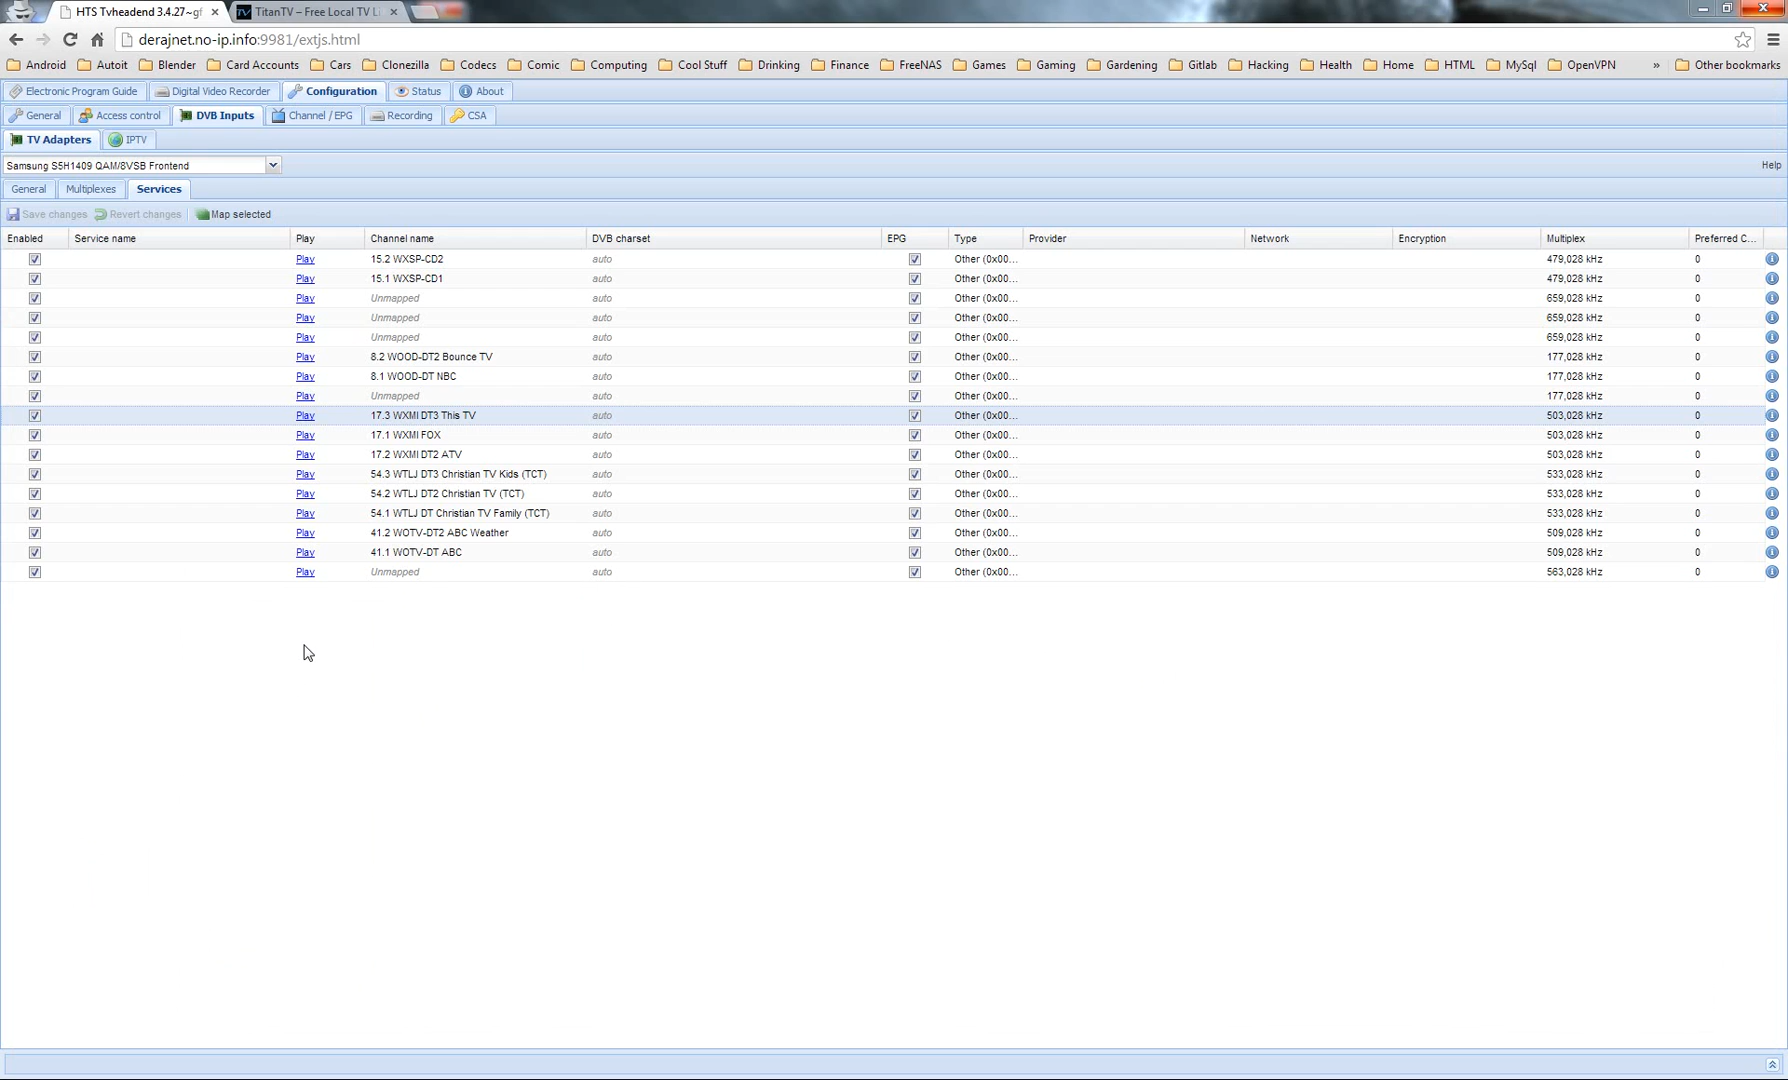 HTS Tvheadend 3.4.27~gf TitanTV – Free Local TV Li
derajnet.no-ip.info:9981/extjs.html
Android Autoit Blender Card Accounts Cars Clonezilla Codecs Comic Computing Cool Stuff Drinking Finance FreeNAS Games Gaming Gardening Gitlab Hacking Health Home HTML MySql OpenVPN » Other bookmarks
Electronic Program Guide Digital Video Recorder Configuration Status About
General Access control DVB Inputs Channel / EPG Recording CSA
TV Adapters IPTV
Samsung S5H1409 QAM/8VSB Frontend Help
General Multiplexes Services
Save changes Revert changes Map selected
Enabled Service name Play Channel name DVB charset EPG Type Provider Network Encryption Multiplex Preferred C...
Play 15.2 WXSP-CD2 auto Other (0x00... 479,028 kHz 0
Play 15.1 WXSP-CD1 auto Other (0x00... 479,028 kHz 0
Play Unmapped auto Other (0x00... 659,028 kHz 0
Play Unmapped auto Other (0x00... 659,028 kHz 0
Play Unmapped auto Other (0x00... 659,028 kHz 0
Play 8.2 WOOD-DT2 Bounce TV auto Other (0x00... 177,028 kHz 0
Play 8.1 WOOD-DT NBC auto Other (0x00... 177,028 kHz 0
Play Unmapped auto Other (0x00... 177,028 kHz 0
Play 17.3 WXMI DT3 This TV auto Other (0x00... 503,028 kHz 0
Play 17.1 WXMI FOX auto Other (0x00... 503,028 kHz 0
Play 17.2 WXMI DT2 ATV auto Other (0x00... 503,028 kHz 0
Play 54.3 WTLJ DT3 Christian TV Kids (TCT) auto Other (0x00... 533,028 kHz 0
Play 54.2 WTLJ DT2 Christian TV (TCT) auto Other (0x00... 533,028 kHz 0
Play 54.1 WTLJ DT Christian TV Family (TCT) auto Other (0x00... 533,028 kHz 0
Play 41.2 WOTV-DT2 ABC Weather auto Other (0x00... 509,028 kHz 0
Play 41.1 WOTV-DT ABC auto Other (0x00... 509,028 kHz 0
Play Unmapped auto Other (0x00... 563,028 kHz 0